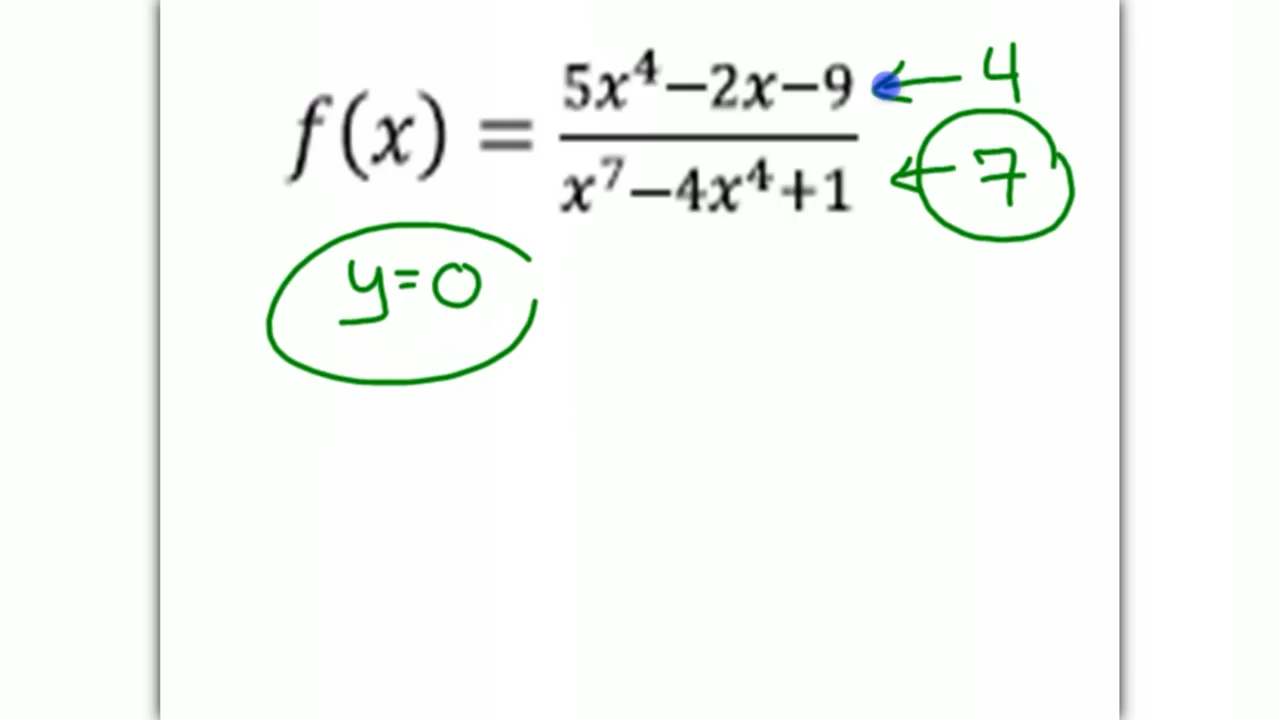 f(x) = 5x⁴−2x−9 / x⁷−4x⁴+1
4
7
y=0